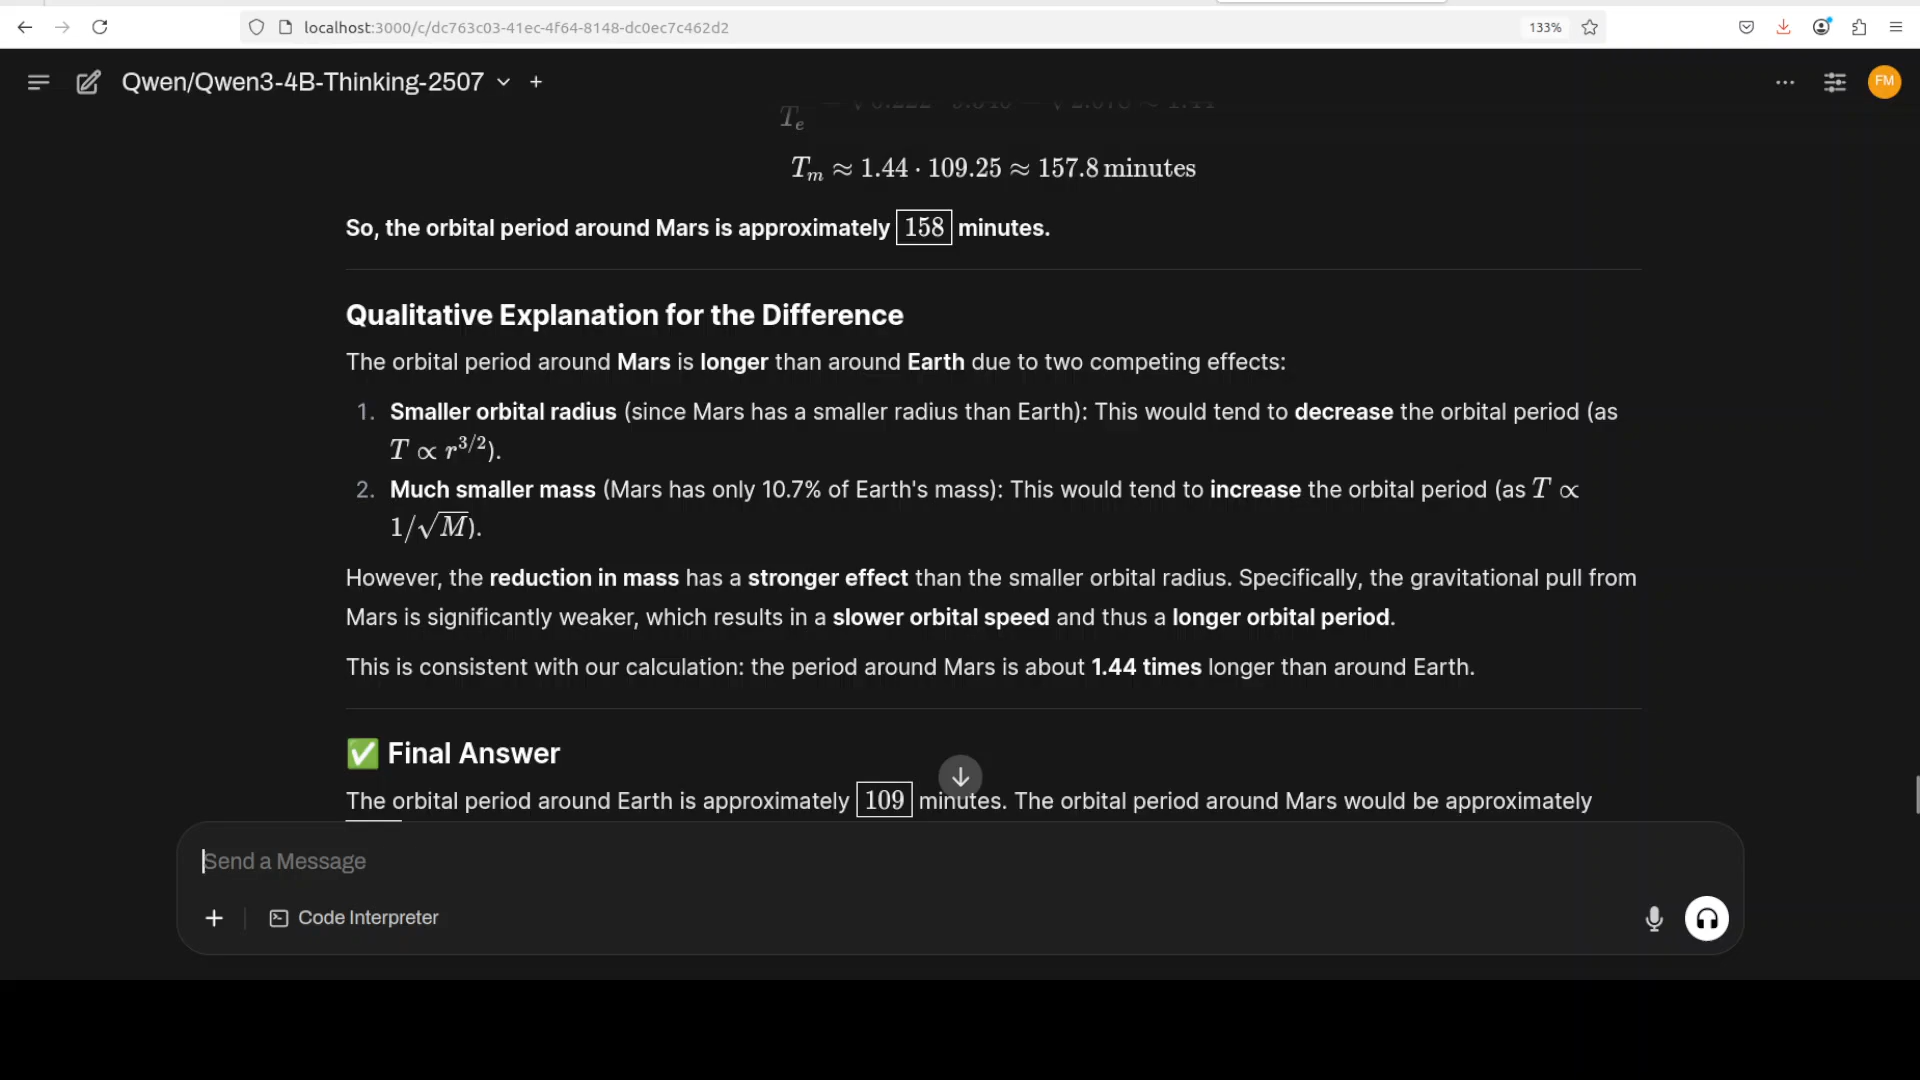 localhost:3000/c/dc763c03-41ec-4f64-8148-dc0ec7c462d2
133%
Qwen/Qwen3-4B-Thinking-2507
FM
Tₑ
Tₘ ≈ 1.44 · 109.25 ≈ 157.8 minutes
So, the orbital period around Mars is approximately 158 minutes.
Qualitative Explanation for the Difference
The orbital period around Mars is longer than around Earth due to two competing effects:
1. Smaller orbital radius (since Mars has a smaller radius than Earth): This would tend to decrease the orbital period (as
T ∝ r^{3/2}).
2. Much smaller mass (Mars has only 10.7% of Earth's mass): This would tend to increase the orbital period (as T ∝
1/√M).
However, the reduction in mass has a stronger effect than the smaller orbital radius. Specifically, the gravitational pull from
Mars is significantly weaker, which results in a slower orbital speed and thus a longer orbital period.
This is consistent with our calculation: the period around Mars is about 1.44 times longer than around Earth.
✅ Final Answer
The orbital period around Earth is approximately 109 minutes. The orbital period around Mars would be approximately
Send a Message
Code Interpreter